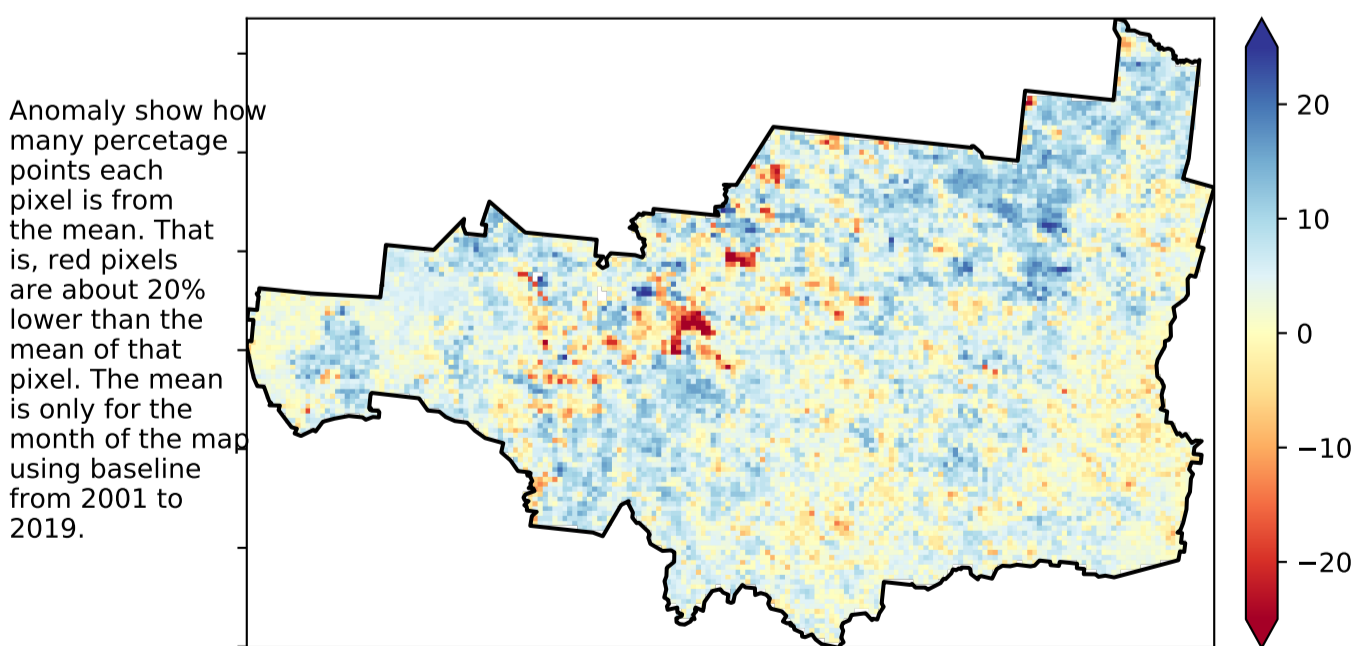 Anomaly show how
many percetage
points each
pixel is from
the mean. That
is, red pixels
are about 20%
lower than the
mean of that
pixel. The mean
is only for the
month of the map
using baseline
from 2001 to
2019.
20
10
0
−10
−20